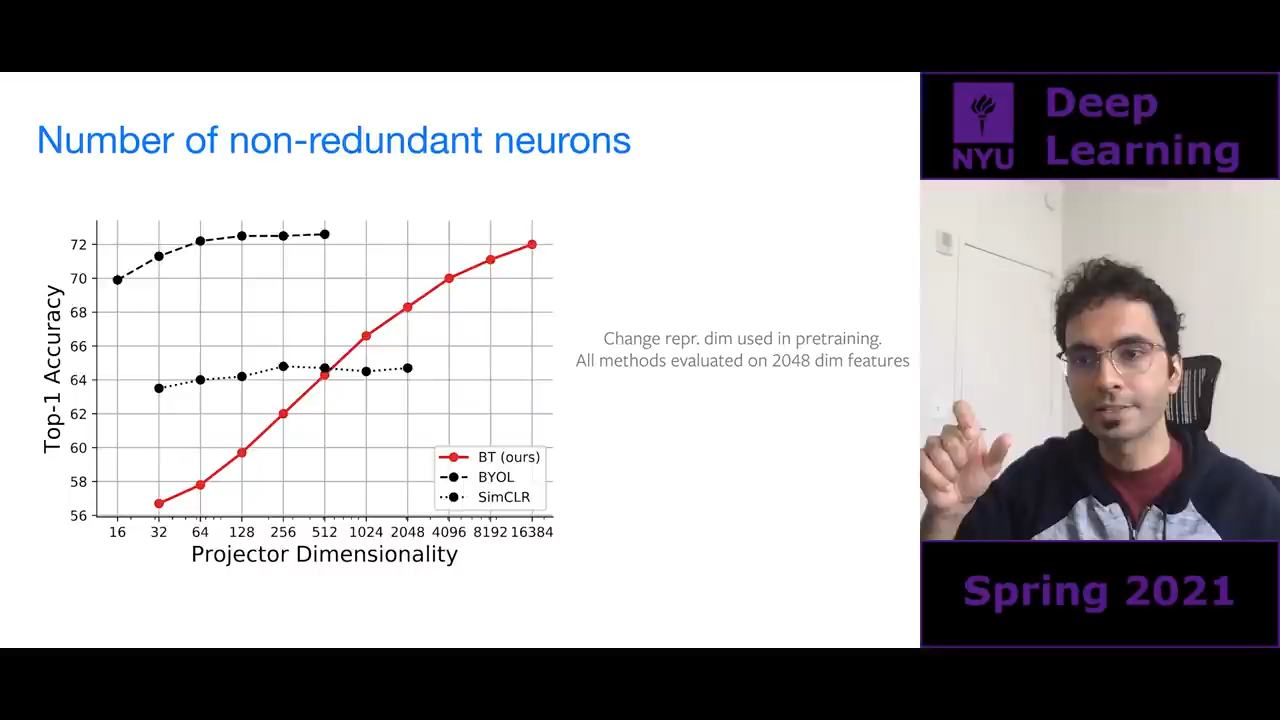 Number of non-redundant neurons
Top-1 Accuracy
72
70
68
66
64
62
60
58
56
16 32 64 128 256 512 1024 2048 4096 8192 16384
Projector Dimensionality
BT (ours)
BYOL
SimCLR
Change repr. dim used in pretraining.
All methods evaluated on 2048 dim features
NYU
Deep
Learning
Spring 2021